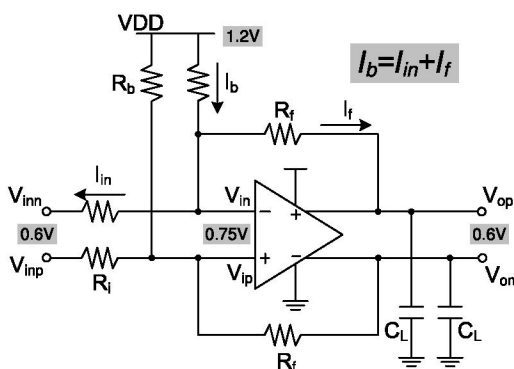 VDD
1.2V
Ib=Iin+If
Rb
Ib
Rf
If
Iin
Vinn
Vin
−
+
Vop
0.6V
0.75V
0.6V
Vinp
+
−
Vip
Von
Ri
Rf
CL
CL